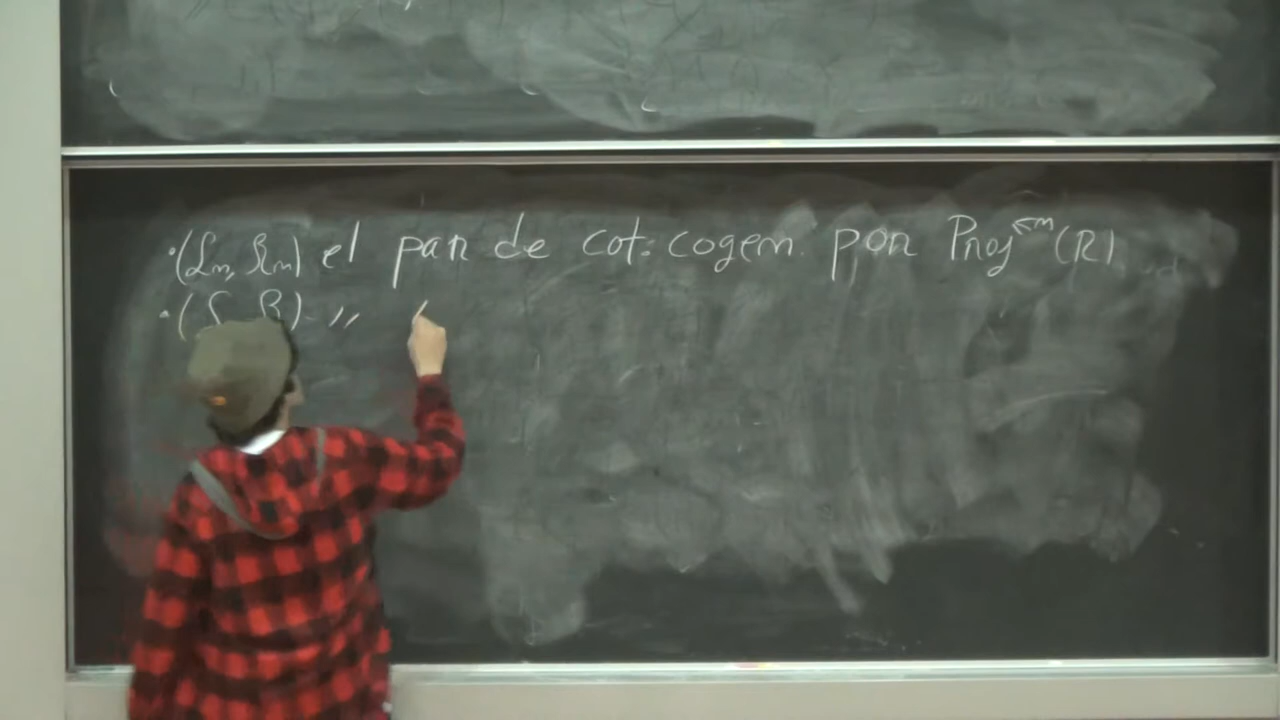 ·(ℒm, ℛm) el par de cot. cogen. por Proj^{≤m}(R)
·( , ) "